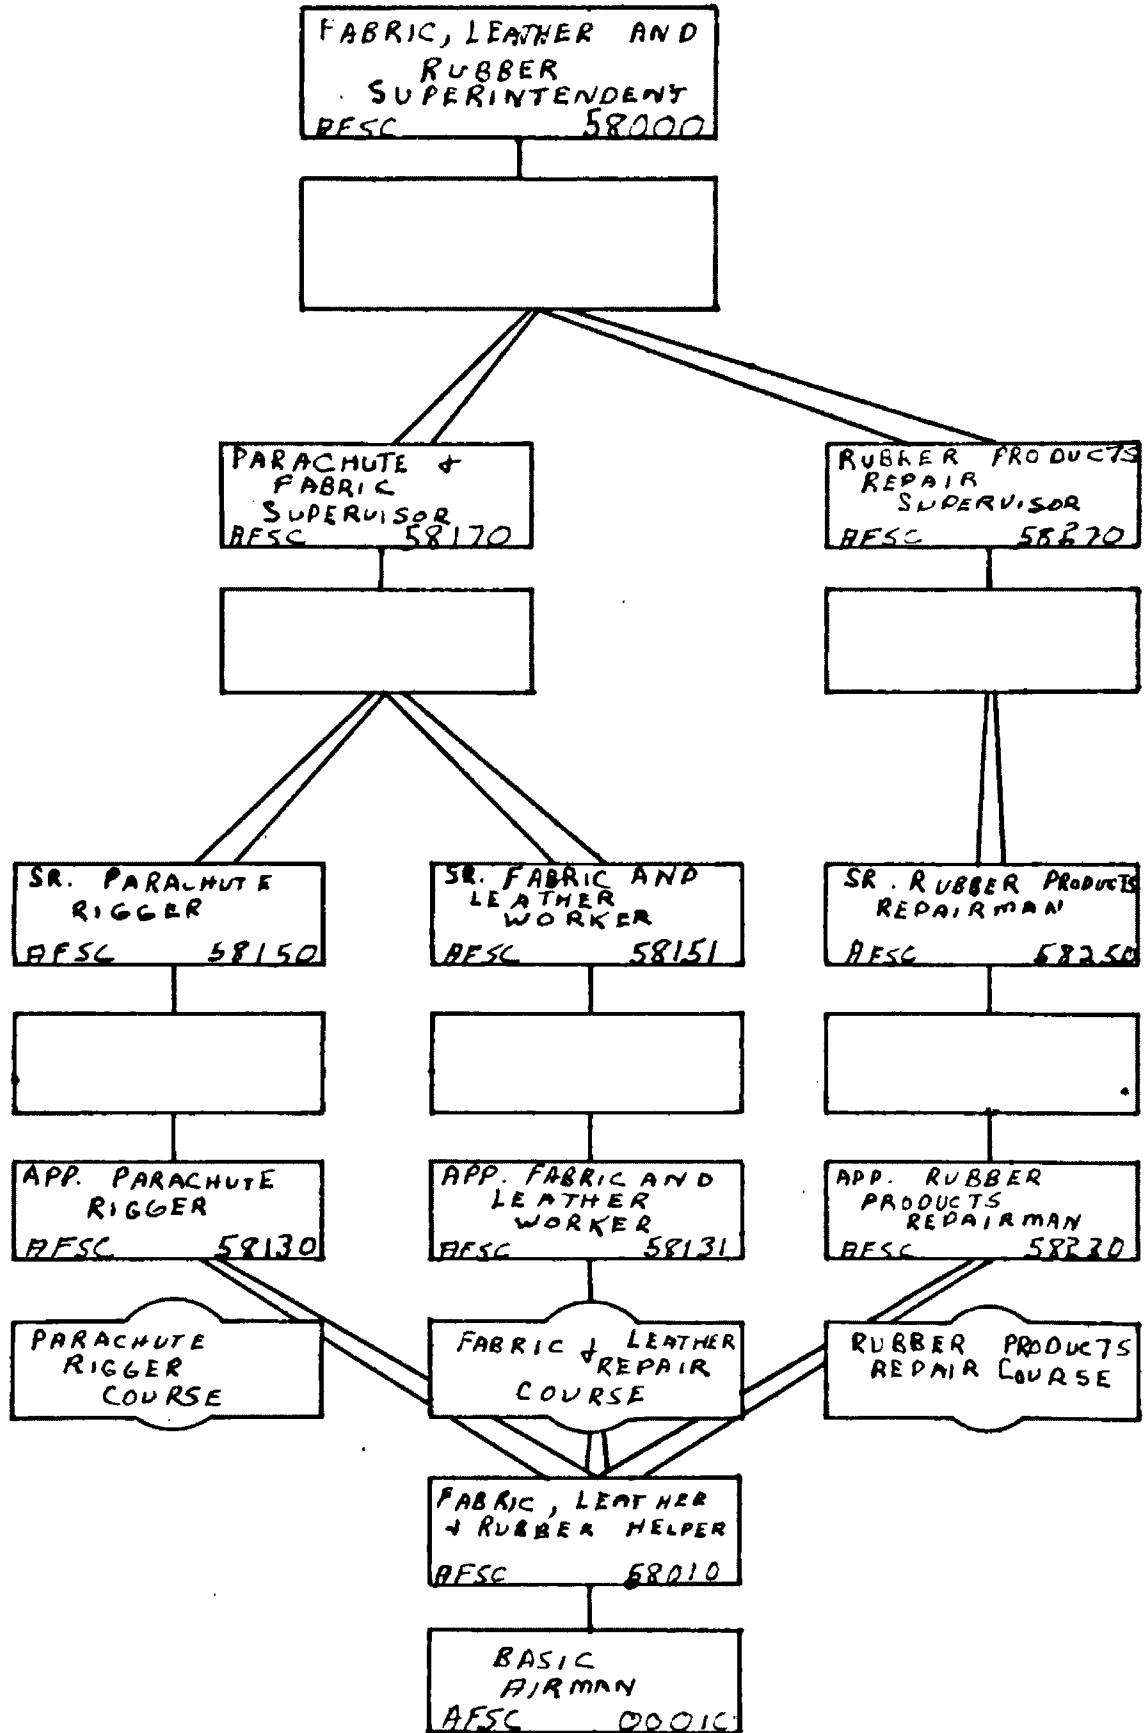 FABRIC, LEATHER AND
RUBBER
SUPERINTENDENT
AFSC 58000
PARACHUTE &
FABRIC
SUPERVISOR
AFSC 58170
RUBBER PRODUCTS
REPAIR
SUPERVISOR
AFSC 58270
SR. PARACHUTE
RIGGER
AFSC 58150
SR. FABRIC AND
LEATHER
WORKER
AFSC 58151
SR. RUBBER PRODUCTS
REPAIRMAN
AFSC 58250
APP. PARACHUTE
RIGGER
AFSC 58130
APP. FABRIC AND
LEATHER
WORKER
AFSC 58131
APP. RUBBER
PRODUCTS
REPAIRMAN
AFSC 58230
PARACHUTE
RIGGER
COURSE
FABRIC & LEATHER
REPAIR
COURSE
RUBBER PRODUCTS
REPAIR COURSE
FABRIC, LEATHER
& RUBBER HELPER
AFSC 58010
BASIC
AIRMAN
AFSC 00010